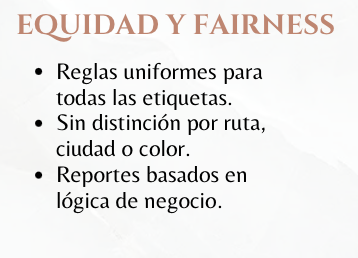 EQUIDAD Y FAIRNESS
• Reglas uniformes para
todas las etiquetas.
• Sin distinción por ruta,
ciudad o color.
• Reportes basados en
lógica de negocio.